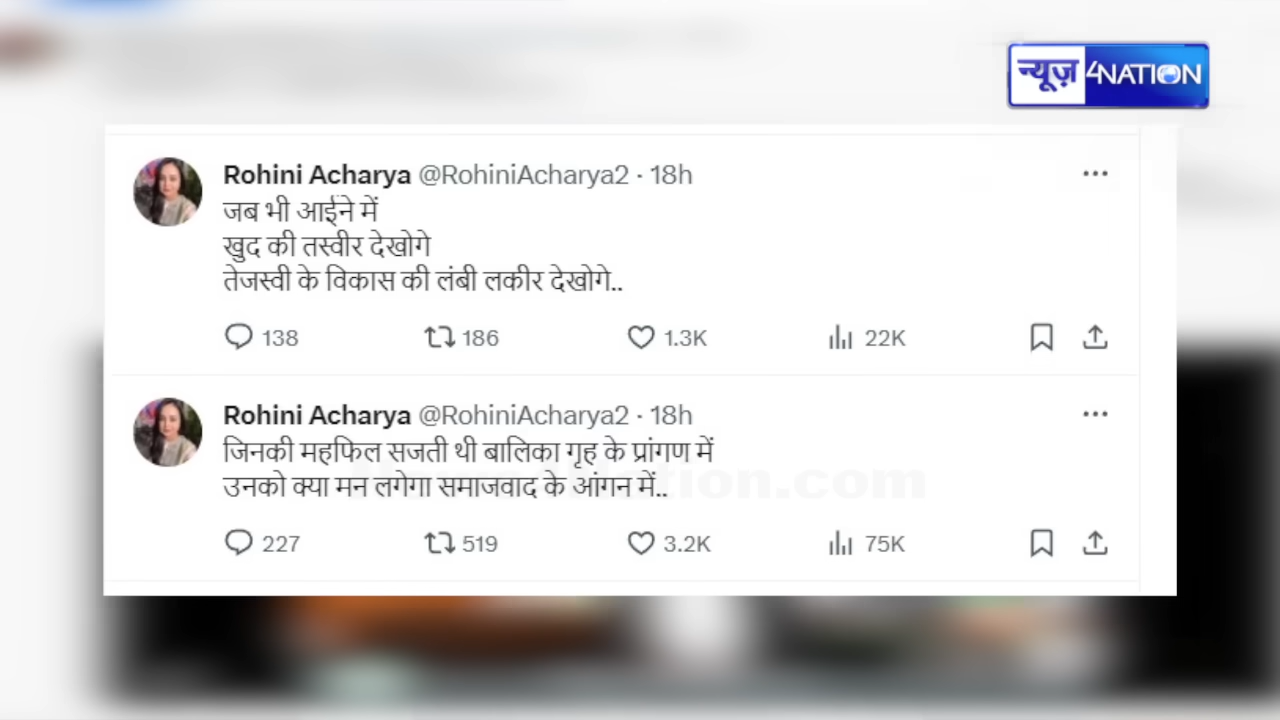 न्यूज़ 4NATION
Rohini Acharya @RohiniAcharya2 · 18h
जब भी आईने में
खुद की तस्वीर देखोगे
तेजस्वी के विकास की लंबी लकीर देखोगे..
138 186 1.3K 22K
Rohini Acharya @RohiniAcharya2 · 18h
जिनकी महफिल सजती थी बालिका गृह के प्रांगण में
उनको क्या मन लगेगा समाजवाद के आंगन में..
227 519 3.2K 75K